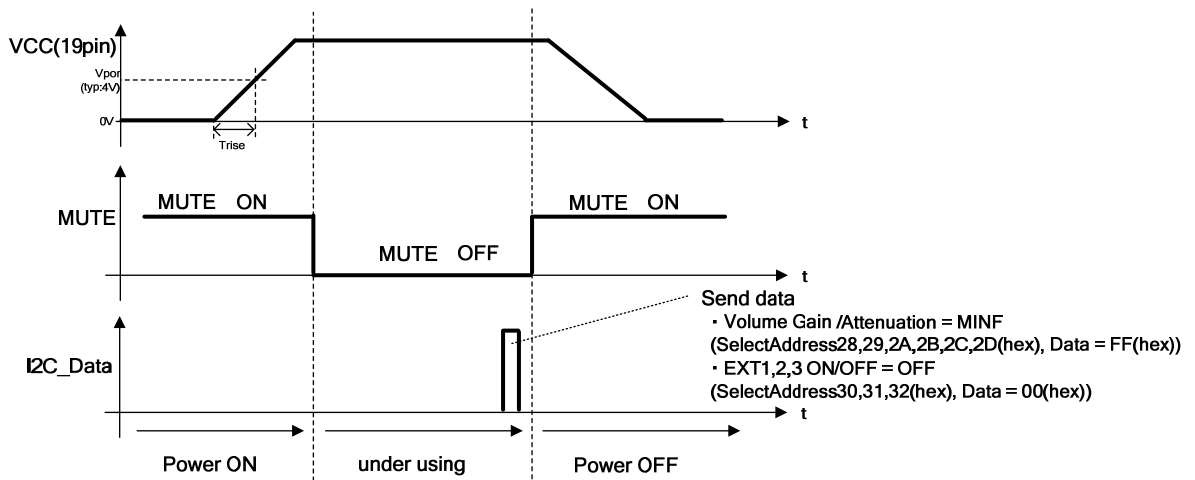 VCC(19pin)
Vpor
(typ:4V)
0V
Trise
t
MUTE
MUTE ON
MUTE OFF
MUTE ON
t
I2C_Data
Send data
・Volume Gain /Attenuation = MINF
(SelectAddress28,29,2A,2B,2C,2D(hex), Data = FF(hex))
・EXT1,2,3 ON/OFF = OFF
(SelectAddress30,31,32(hex), Data = 00(hex))
t
Power ON
under using
Power OFF